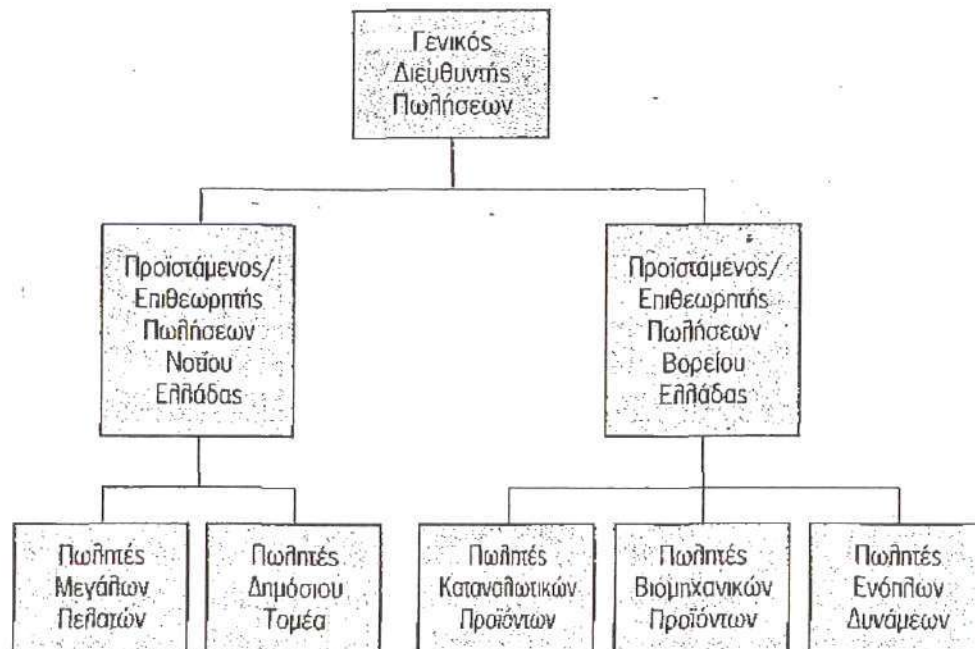 Γενικός
Διευθυντής
Πωλήσεων
Προϊστάμενος/
Επιθεωρητής
Πωλήσεων
Νοτίου
Ελλάδας
Προϊστάμενος/
Επιθεωρητής
Πωλήσεων
Βορείου
Ελλάδας
Πωλητές
Μεγάλων
Πελατών
Πωλητές
Δημόσιου
Τομέα
Πωλητές
Καταναλωτικών
Προϊόντων
Πωλητές
Βιομηχανικών
Προϊόντων
Πωλητές
Ενόπλων
Δυνάμεων